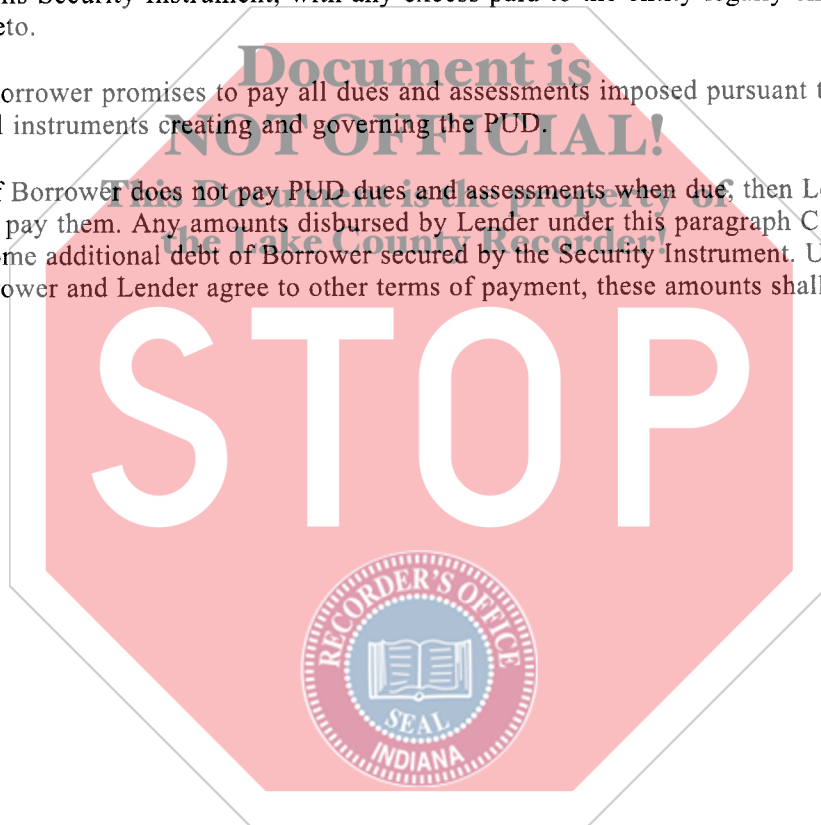 this Security Instrument, with any excess paid to the entity legally
eto.
Document is
orrower promises to pay all dues and assessments imposed pursuant t
l instruments creating and governing the PUD.
NOT OFFICIAL!
f Borrower does not pay PUD dues and assessments when due, then L
This Document is the property of
pay them. Any amounts disbursed by Lender under this paragraph C
the Lake County Recorder!
me additional debt of Borrower secured by the Security Instrument. U
ower and Lender agree to other terms of payment, these amounts shall
STOP
RECORDER'S OFFICE
SEAL
INDIANA